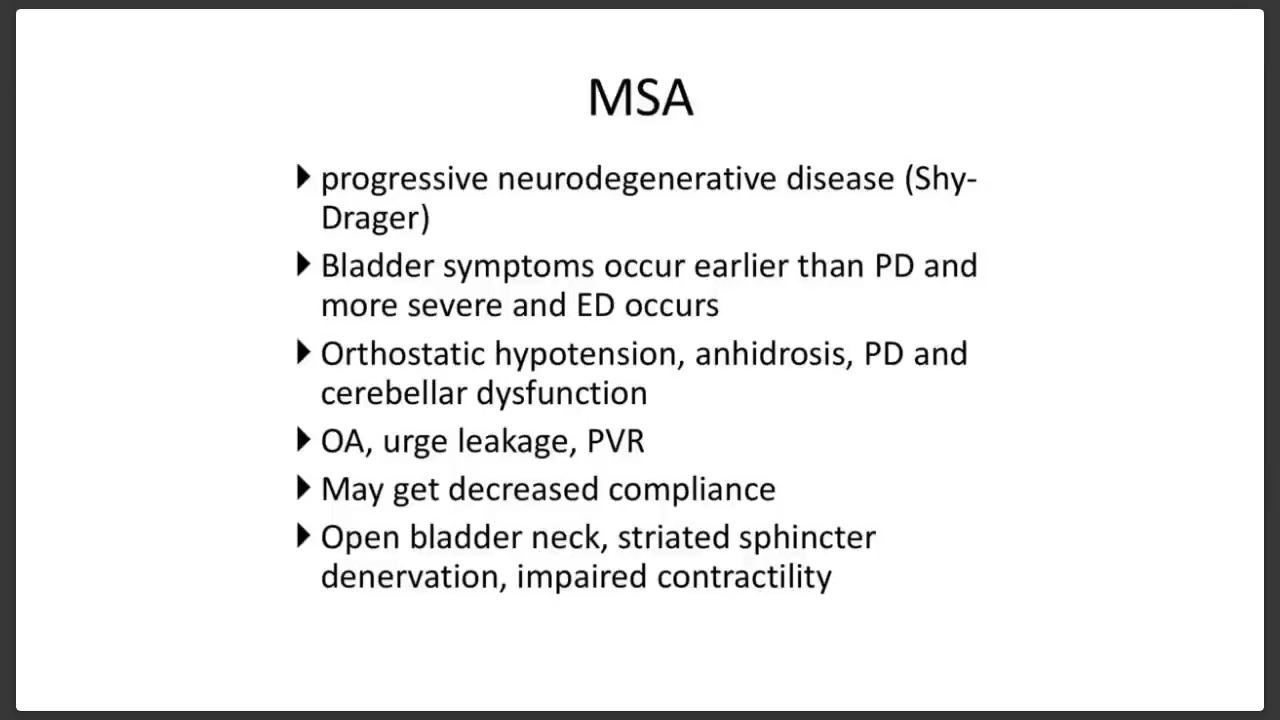 MSA
progressive neurodegenerative disease (Shy-
Drager)
Bladder symptoms occur earlier than PD and
more severe and ED occurs
Orthostatic hypotension, anhidrosis, PD and
cerebellar dysfunction
OA, urge leakage, PVR
May get decreased compliance
Open bladder neck, striated sphincter
denervation, impaired contractility